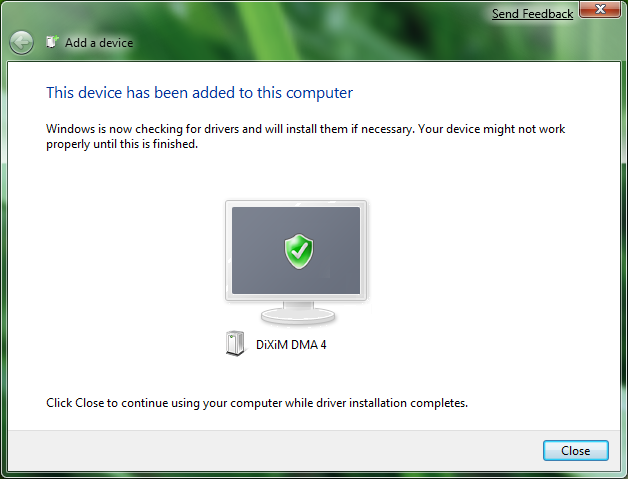 Send Feedback
Add a device
This device has been added to this computer
Windows is now checking for drivers and will install them if necessary. Your device might not work
properly until this is finished.
DiXiM DMA 4
Click Close to continue using your computer while driver installation completes.
Close